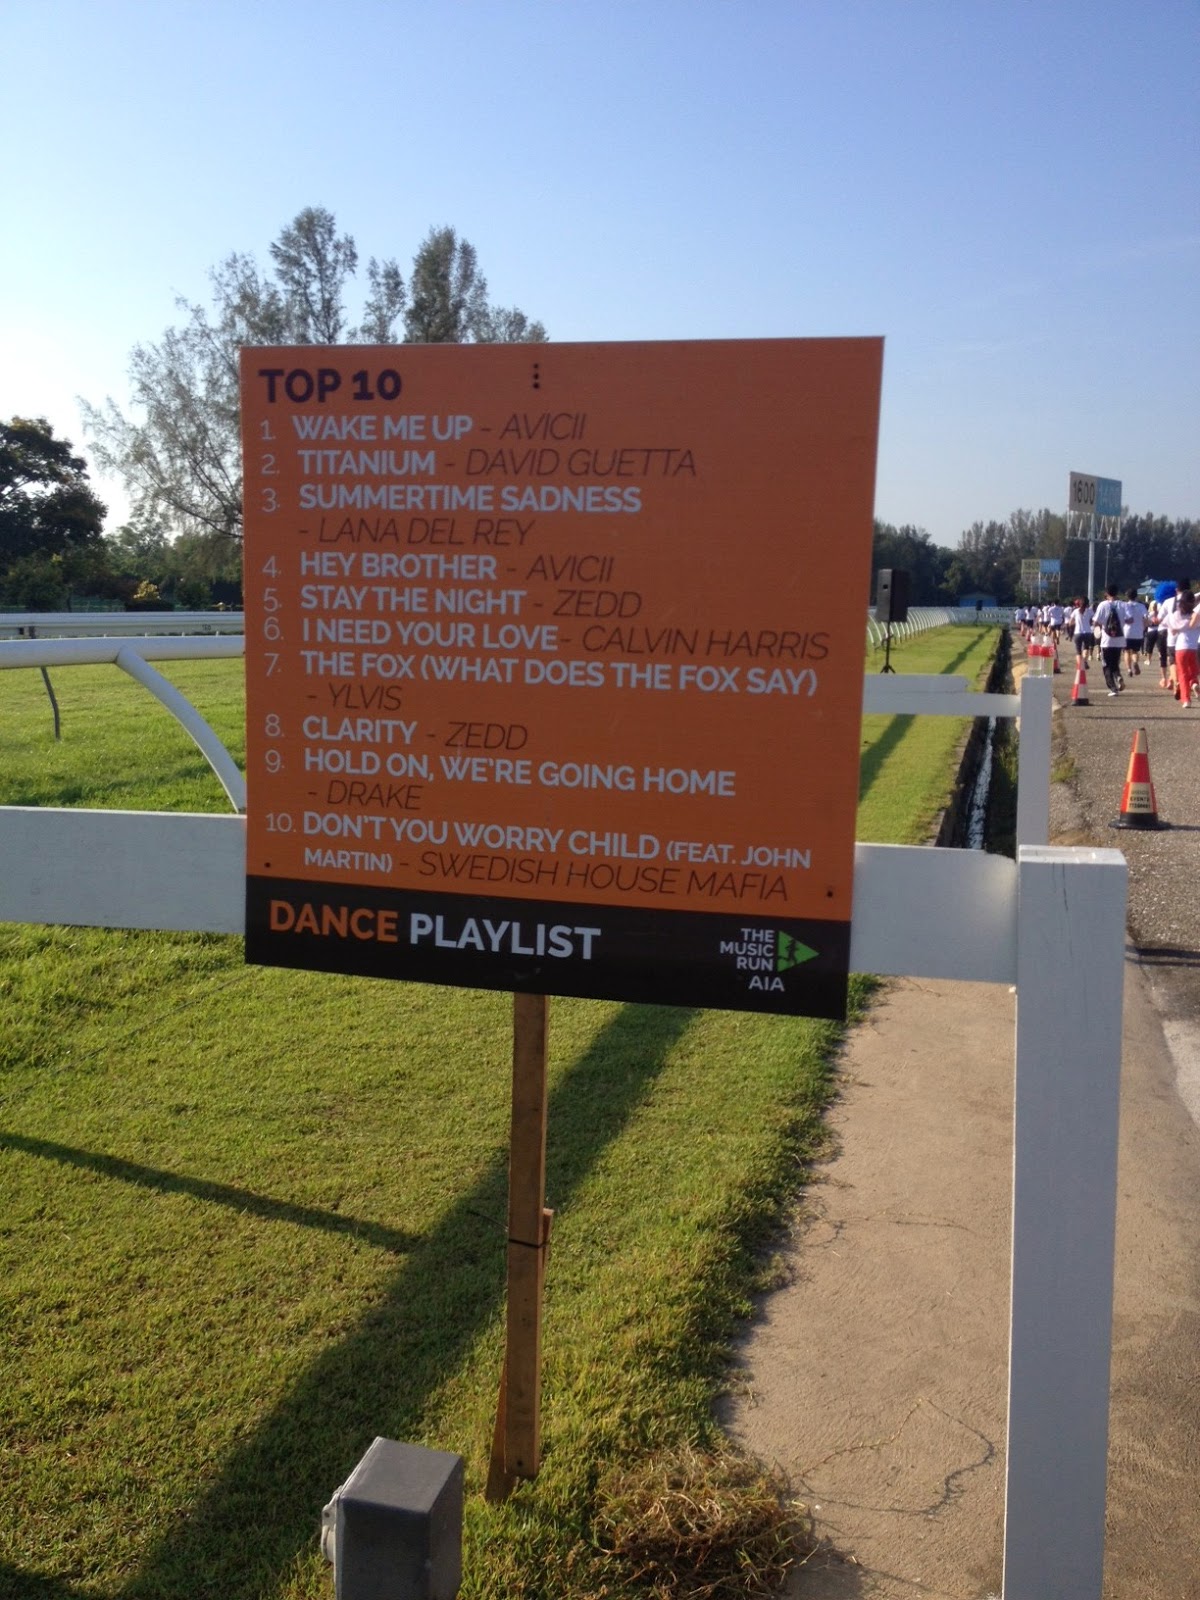 TOP 10
1. WAKE ME UP - AVICII
2. TITANIUM - DAVID GUETTA
3. SUMMERTIME SADNESS
- LANA DEL REY
4. HEY BROTHER - AVICII
5. STAY THE NIGHT - ZEDD
6. I NEED YOUR LOVE - CALVIN HARRIS
7. THE FOX (WHAT DOES THE FOX SAY)
- YLVIS
8. CLARITY - ZEDD
9. HOLD ON, WE'RE GOING HOME
- DRAKE
10. DON'T YOU WORRY CHILD (FEAT. JOHN
MARTIN) - SWEDISH HOUSE MAFIA
DANCE PLAYLIST
THE
MUSIC
RUN
AIA
1600